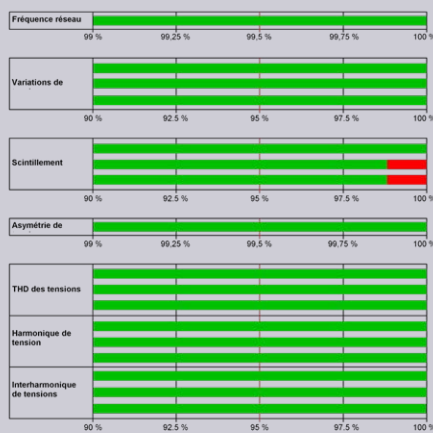 Fréquence réseau
99 % 99,25 % 99,5 % 99,75 % 100 %
Variations de
90 % 92.5 % 95 % 97.5 % 100 %
Scintillement
90 % 92.5 % 95 % 97.5 % 100 %
Asymétrie de
99 % 99,25 % 99,5 % 99,75 % 100 %
THD des tensions
Harmonique de
tension
Interharmonique
de tensions
90 % 92.5 % 95 % 97.5 % 100 %